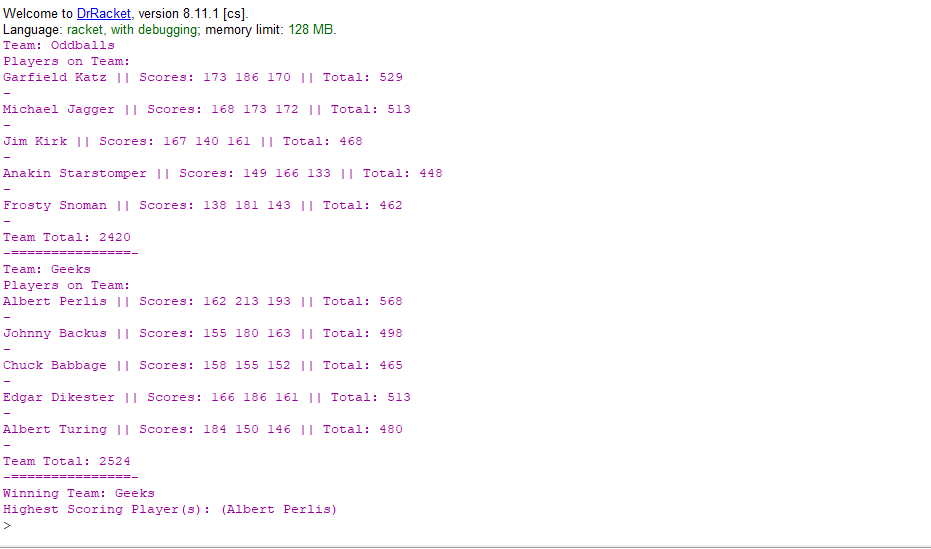 Welcome to DrRacket, version 8.11.1 [cs].
Language: racket, with debugging; memory limit: 128 MB.
Team: Oddballs
Players on Team:
Garfield Katz || Scores: 173 186 170 || Total: 529
-
Michael Jagger || Scores: 168 173 172 || Total: 513
-
Jim Kirk || Scores: 167 140 161 || Total: 468
-
Anakin Starstomper || Scores: 149 166 133 || Total: 448
-
Frosty Snoman || Scores: 138 181 143 || Total: 462
-
Team Total: 2420
-===============-
Team: Geeks
Players on Team:
Albert Perlis || Scores: 162 213 193 || Total: 568
-
Johnny Backus || Scores: 155 180 163 || Total: 498
-
Chuck Babbage || Scores: 158 155 152 || Total: 465
-
Edgar Dikester || Scores: 166 186 161 || Total: 513
-
Albert Turing || Scores: 184 150 146 || Total: 480
-
Team Total: 2524
-===============-
Winning Team: Geeks
Highest Scoring Player(s): (Albert Perlis)
>